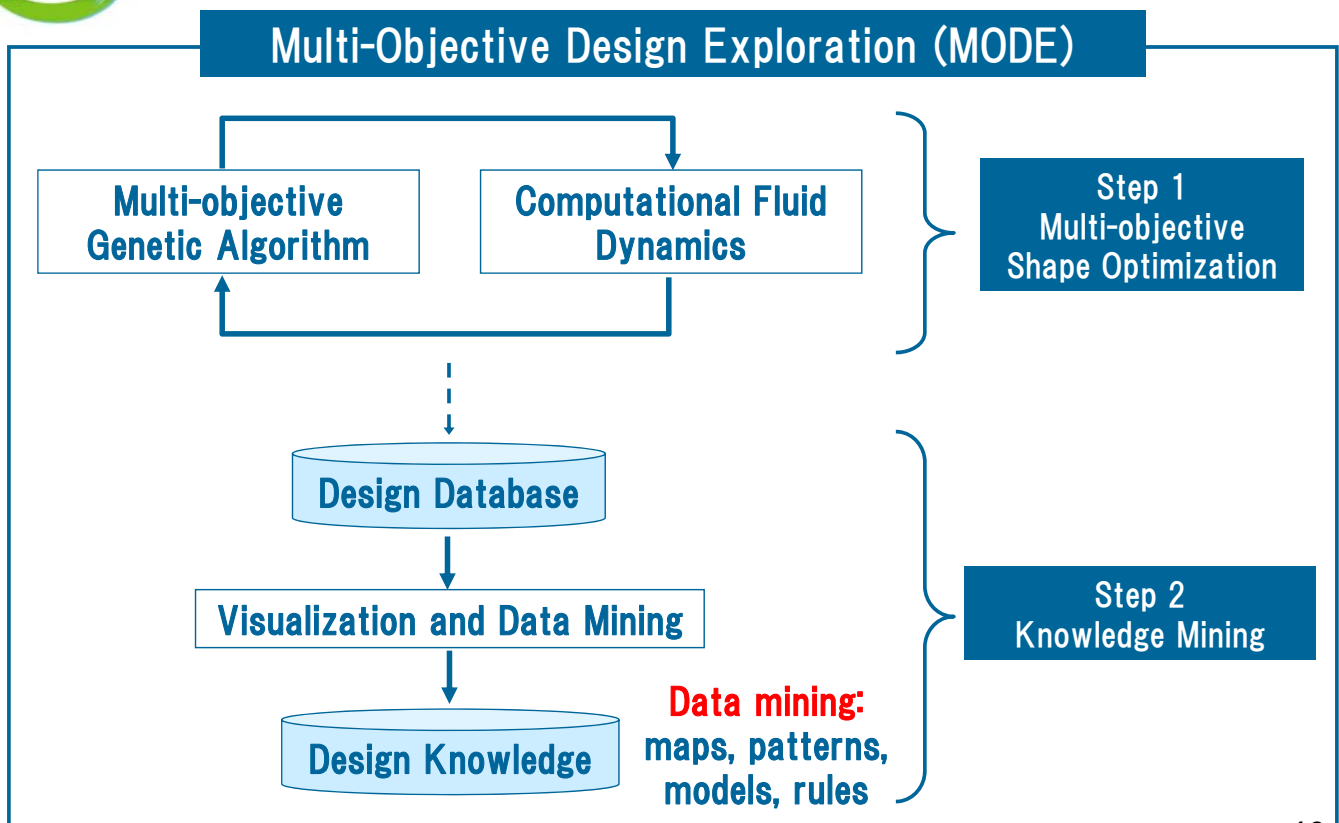 Multi-Objective Design Exploration (MODE)
Multi-objective
Genetic Algorithm
Computational Fluid
Dynamics
Step 1
Multi-objective
Shape Optimization
Design Database
Visualization and Data Mining
Step 2
Knowledge Mining
Data mining:
maps, patterns,
models, rules
Design Knowledge